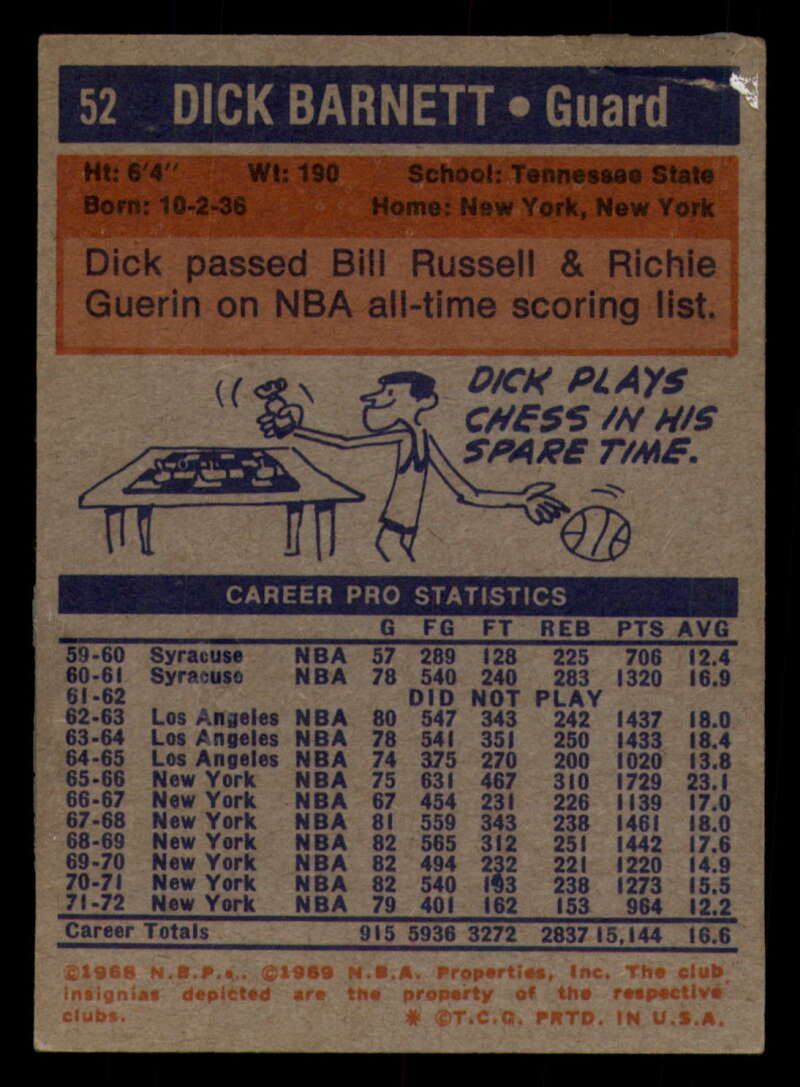 52 DICK BARNETT • Guard
Ht: 6'4" Wt: 190 School: Tennessee State
Born: 10-2-36 Home: New York, New York
Dick passed Bill Russell & Richie
Guerin on NBA all-time scoring list.
DICK PLAYS
CHESS IN HIS
SPARE TIME.
CAREER PRO STATISTICS
G FG FT REB PTS AVG
59-60 Syracuse NBA 57 289 128 225 706 12.4
60-61 Syracuse NBA 78 540 240 283 1320 16.9
61-62 DID NOT PLAY
62-63 Los Angeles NBA 80 547 343 242 1437 18.0
63-64 Los Angeles NBA 78 541 351 250 1433 18.4
64-65 Los Angeles NBA 74 375 270 200 1020 13.8
65-66 New York NBA 75 631 467 310 1729 23.1
66-67 New York NBA 67 454 231 226 1139 17.0
67-68 New York NBA 81 559 343 238 1461 18.0
68-69 New York NBA 82 565 312 251 1442 17.6
69-70 New York NBA 82 494 232 221 1220 14.9
70-71 New York NBA 82 540 193 238 1273 15.5
71-72 New York NBA 79 401 162 153 964 12.2
Career Totals 915 5936 3272 2837 15,144 16.6
©1968 N.B.P.A. ©1969 N.B.A. Properties, Inc. The club
insignias depicted are the property of the respective
clubs. * ©T.C.G. PRTD. IN U.S.A.